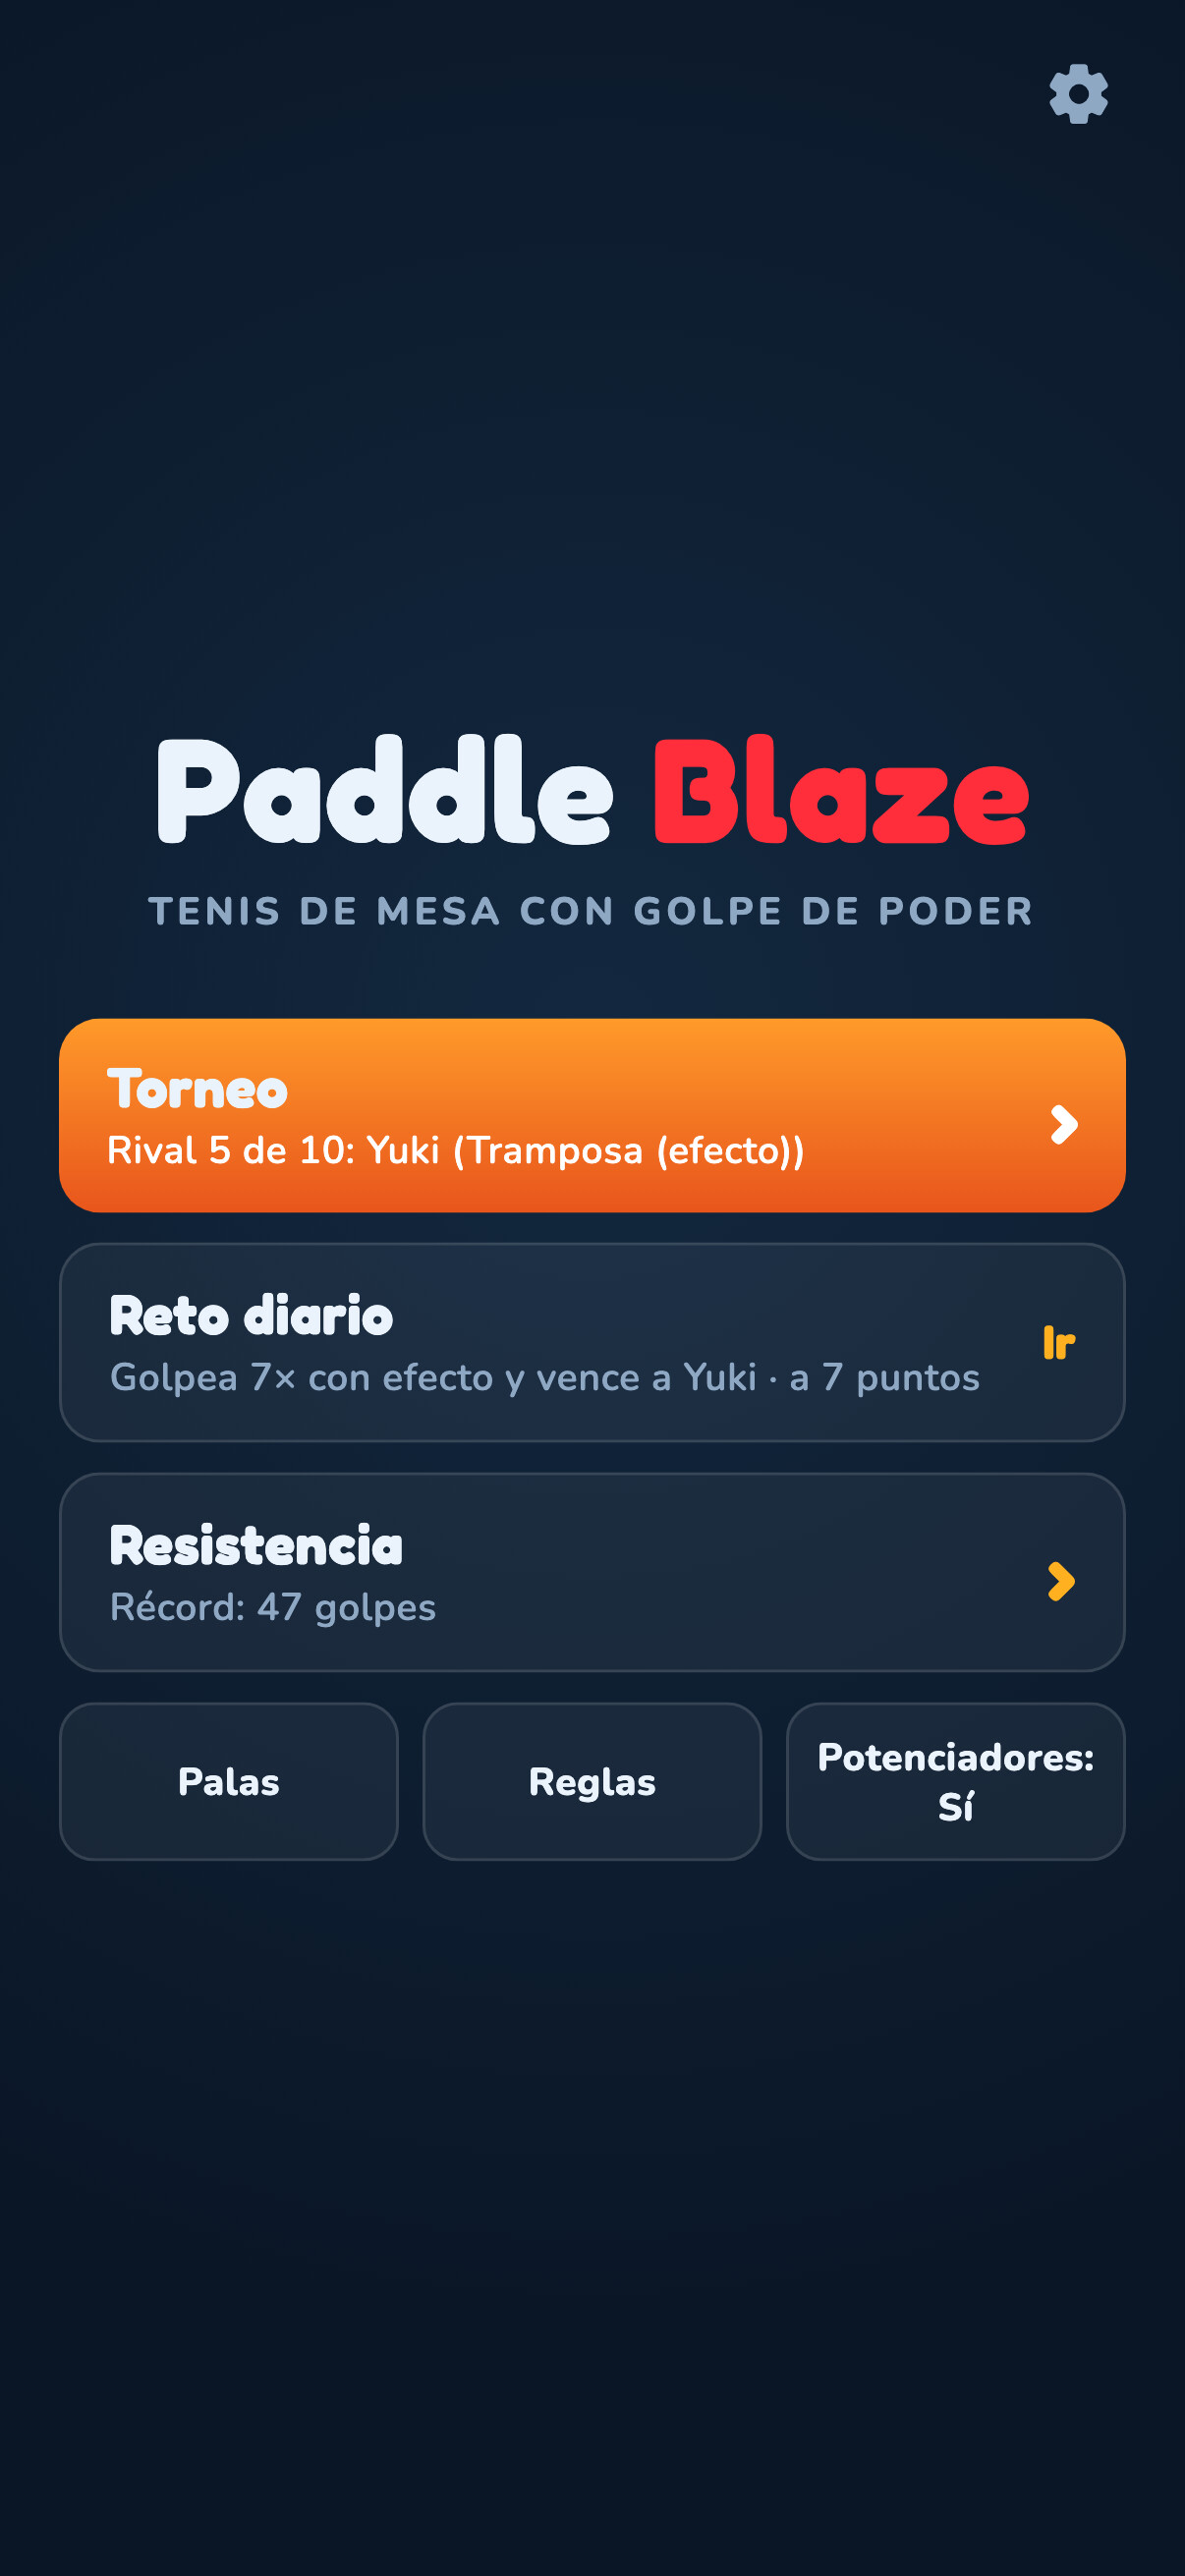 Paddle Blaze
TENIS DE MESA CON GOLPE DE PODER
Torneo
Rival 5 de 10: Yuki (Tramposa (efecto))
Reto diario
Golpea 7× con efecto y vence a Yuki · a 7 puntos
Ir
Resistencia
Récord: 47 golpes
Palas
Reglas
Potenciadores:
Sí